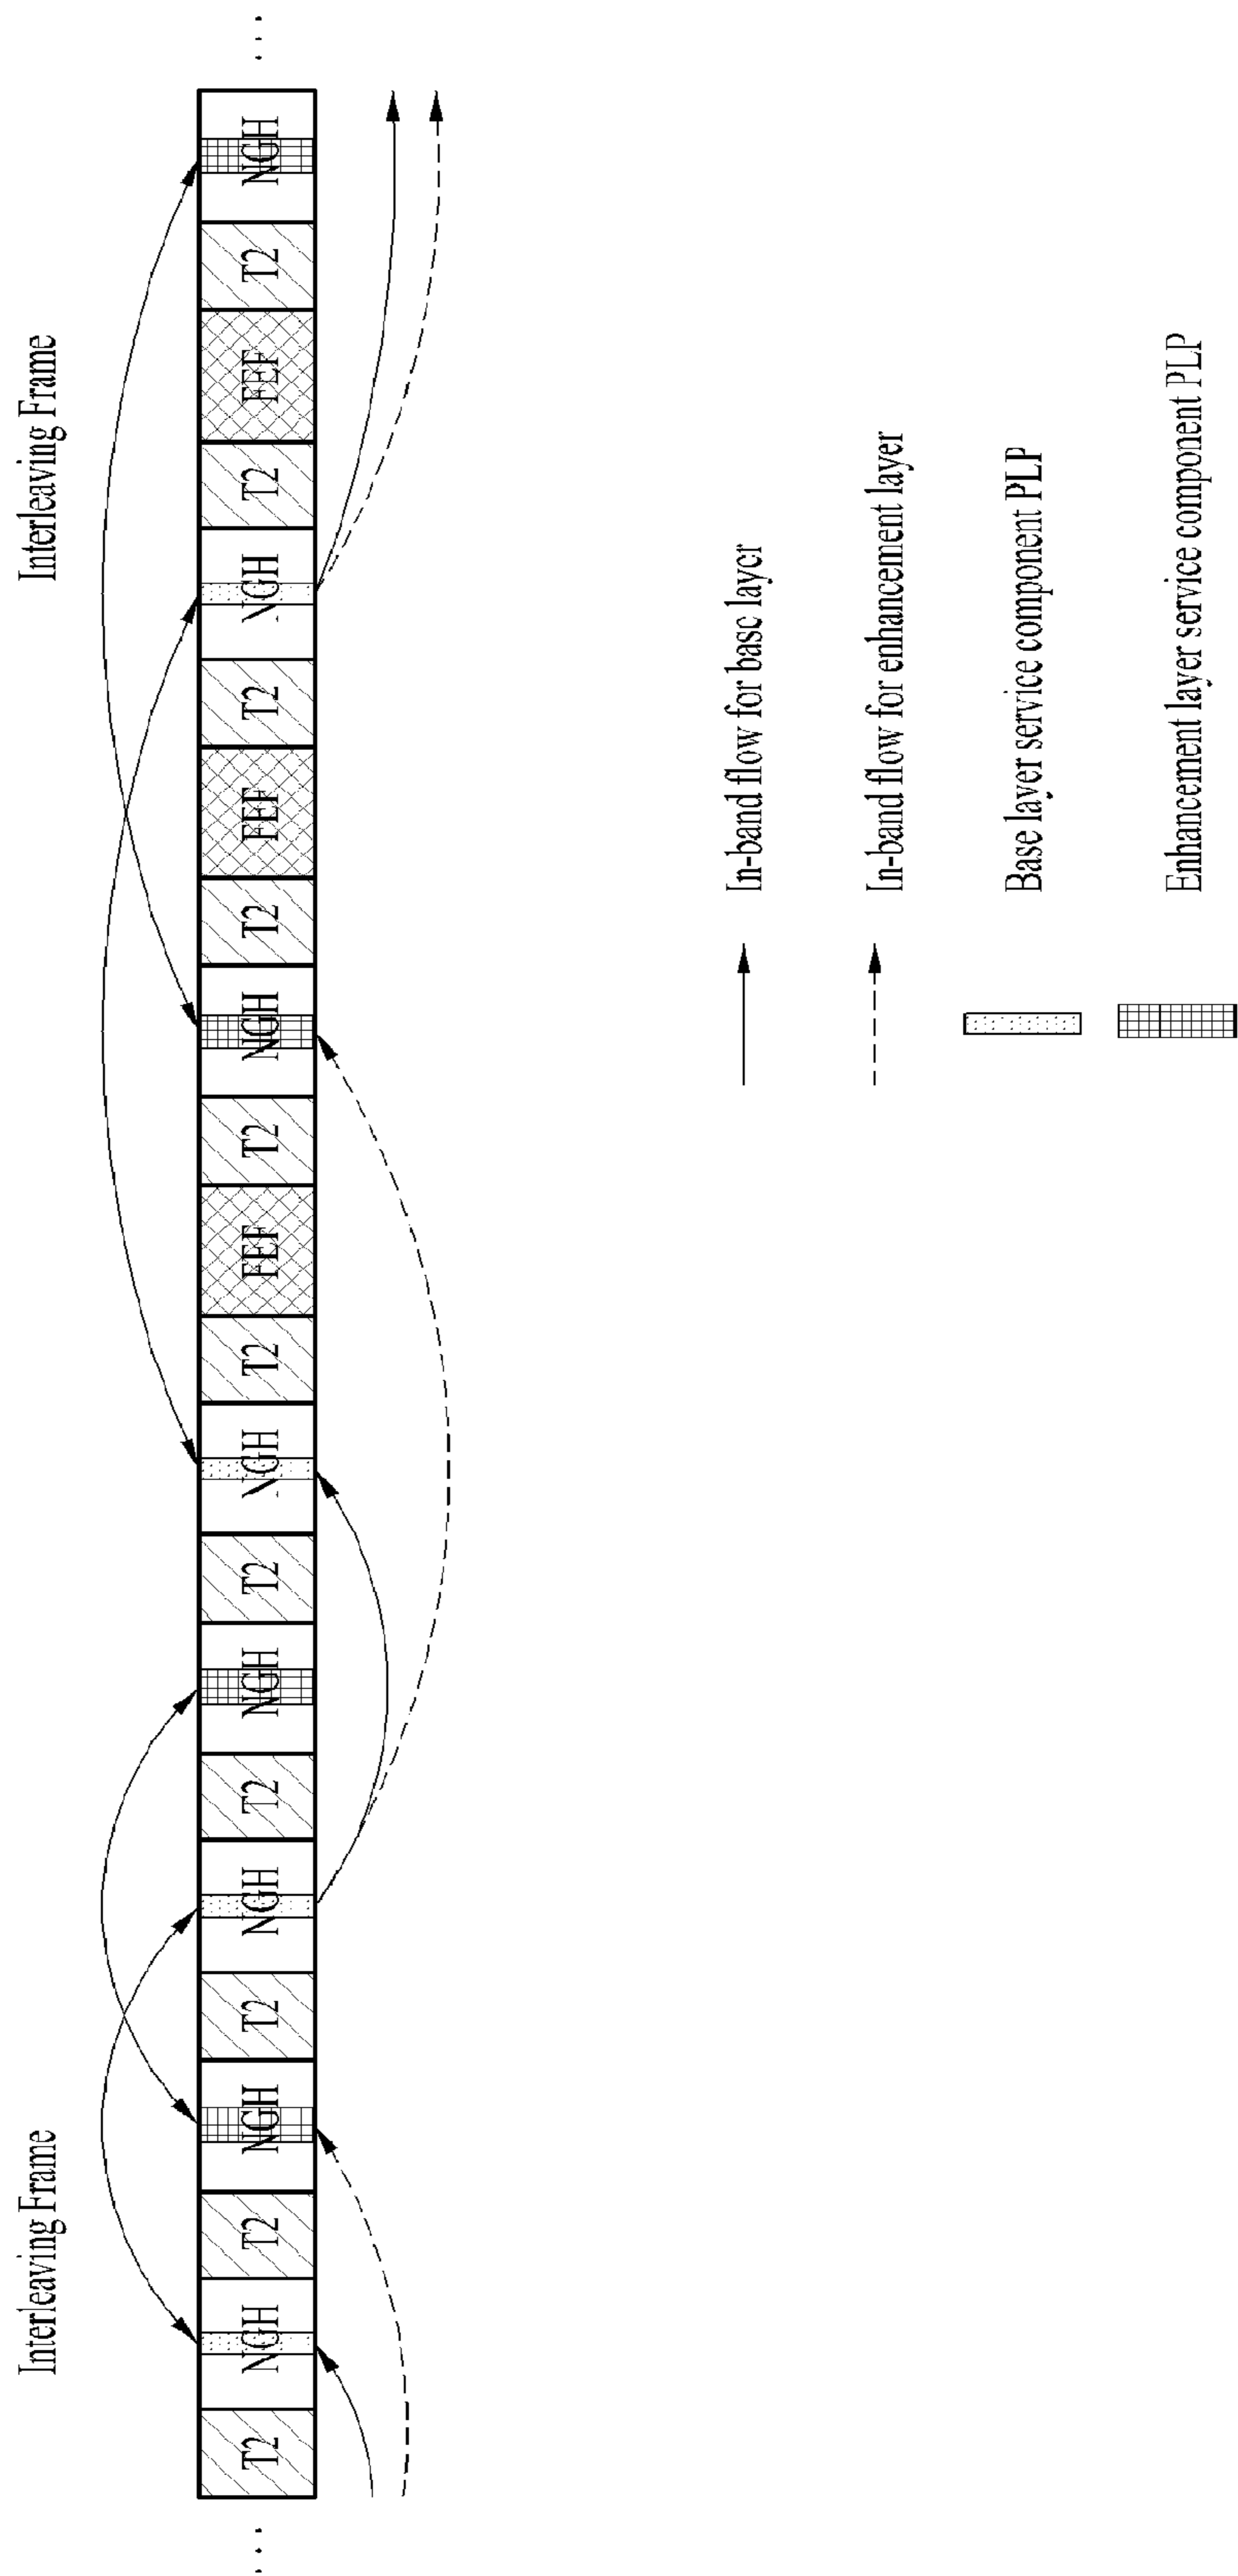 Interleaving Frame
Interleaving Frame
... T2 NGH T2 NGH T2 NGH T2 NGH T2 NGH T2 FEF T2 NGH T2 FEF T2 NGH T2 FEF T2 NGH ...
In-band flow for base layer
In-band flow for enhancement layer
Base layer service component PLP
Enhancement layer service component PLP